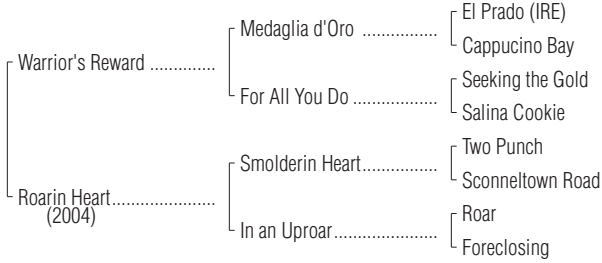 El Prado (IRE)
Medaglia d'Oro ................
Cappucino Bay
Warrior's Reward ..............
Seeking the Gold
For All You Do ..................
Salina Cookie
Two Punch
Smolderin Heart................
Sconneltown Road
Roarin Heart......................
(2004)
Roar
In an Uproar......................
Foreclosing